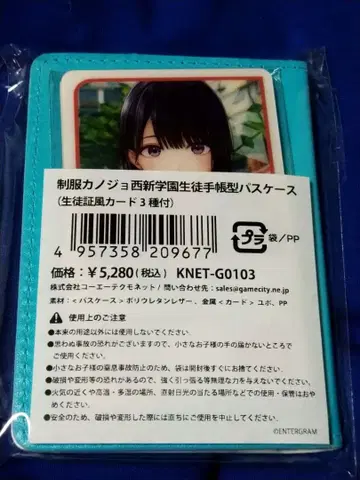 制服カノジョ西新学園生徒手帳型パスケース
（生徒証風カード3種付）
4 957358 209677
プラ 袋/PP
価格：￥5,280(税込) KNET-G0103
株式会社コーエーテクモネット / 問い合わせ先：sales@gamecity.ne.jp
素材：<パスケース>ポリウレタンレザー、金属 <カード> ユポ、PP
使用上のご注意
●本来の用途以外には使用しないでください。
●思わぬ事故の恐れがございますので、小さなお子様の手の届かないところで
ご使用ください。
●小さなお子様の窒息事故防止のため、袋は開封後すぐにお捨てください。
●破損や変形等の恐れがあるので、強く引っ張る等無理な力を与えないでください。
●火気の近くや高温・多湿の場所、直射日光の当たる場所などでの使用・保管はおや
めください。
●安全のため、破損や変形した際には直ちにご使用を中止してください。
©ENTERGRAM